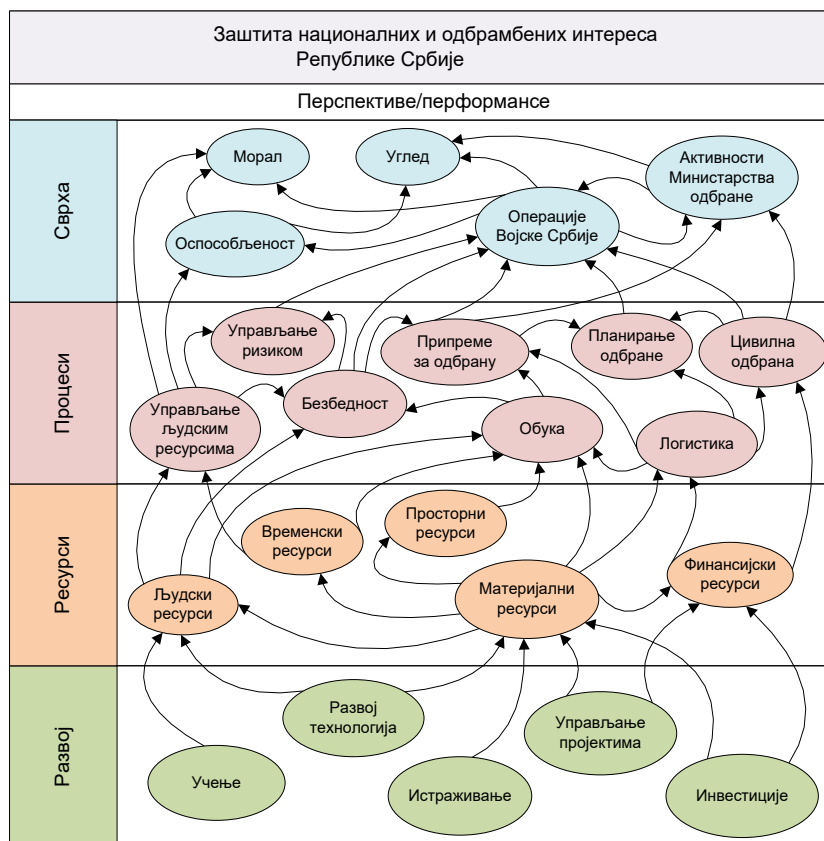 Заштита националних и одбрамбених интереса
Републике Србије
Перспективе/перформансе
Сврха
Морал
Углед
Активности
Министарства
одбране
Оспособљеност
Операције
Војске Србије
Процеси
Управљање
ризиком
Припреме
за одбрану
Планирање
одбране
Цивилна
одбрана
Управљање
људским
ресурсима
Безбедност
Обука
Логистика
Ресурси
Временски
ресурси
Просторни
ресурси
Људски
ресурси
Материјални
ресурси
Финансијски
ресурси
Развој
Развој
технологија
Управљање
пројектима
Учење
Истраживање
Инвестиције